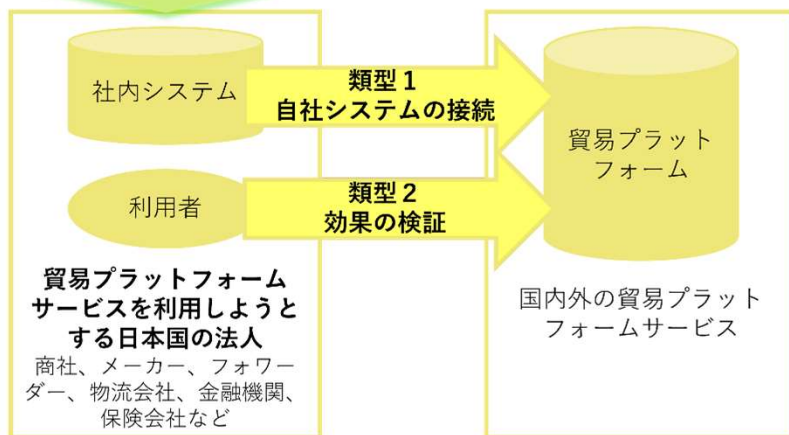 社内システム
類型１
自社システムの接続
貿易プラット
フォーム
利用者
類型２
効果の検証
貿易プラットフォーム
サービスを利用しようと
する日本国の法人
商社、メーカー、フォワー
ダー、物流会社、金融機関、
保険会社など
国内外の貿易プラット
フォームサービス